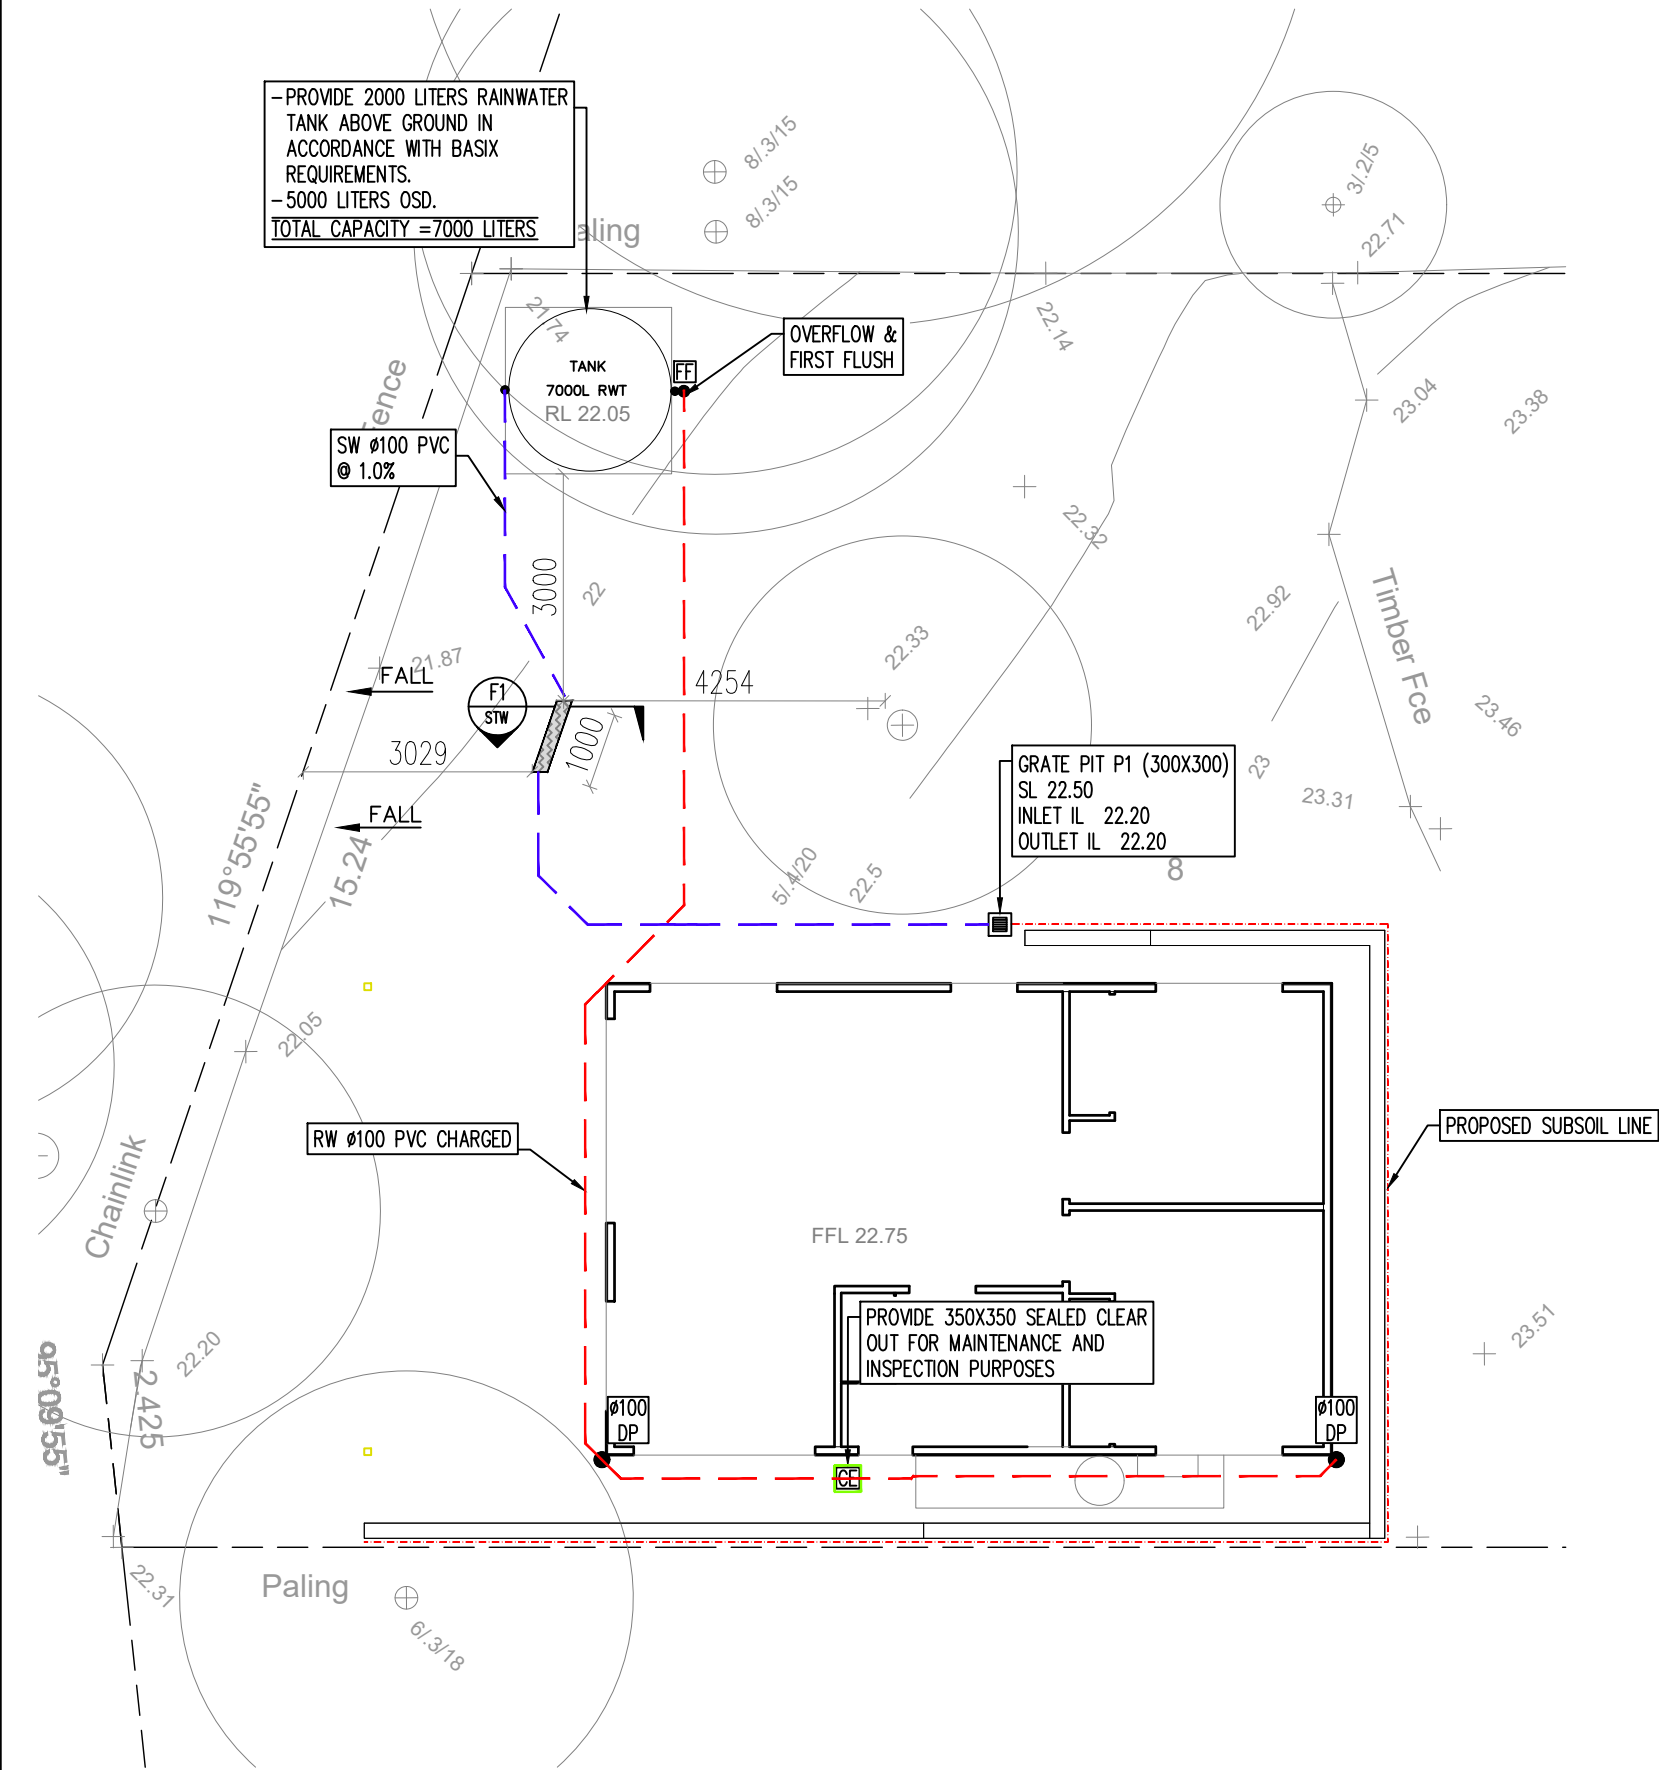 -PROVIDE 2000 LITERS RAINWATER
TANK ABOVE GROUND IN
ACCORDANCE WITH BASIX
REQUIREMENTS.
-5000 LITERS OSD.
TOTAL CAPACITY =7000 LITERS
aling
8/.3/15
8/.3/15
3/.2/5
22.71
21.74
22.14
OVERFLOW &
FIRST FLUSH
FF
TANK
7000L RWT
RL 22.05
Fence
23.04
23.38
SW ø100 PVC
@ 1.0%
22.32
3000
22
22.92
Timber Fce
22.33
21.87
FALL
4254
F1
STW
23.46
1000
3029
GRATE PIT P1 (300X300)
SL 22.50
INLET IL 22.20
OUTLET IL 22.20
23
23.31
FALL
119°55'55"
15.24
5/.4/20
22.5
8
22.05
RW ø100 PVC CHARGED
PROPOSED SUBSOIL LINE
Chainlink
FFL 22.75
PROVIDE 350X350 SEALED CLEAR
OUT FOR MAINTENANCE AND
INSPECTION PURPOSES
23.51
22.20
95°09'55"
2.425
ø100
DP
ø100
DP
CE
22.31
Paling
6/.3/18